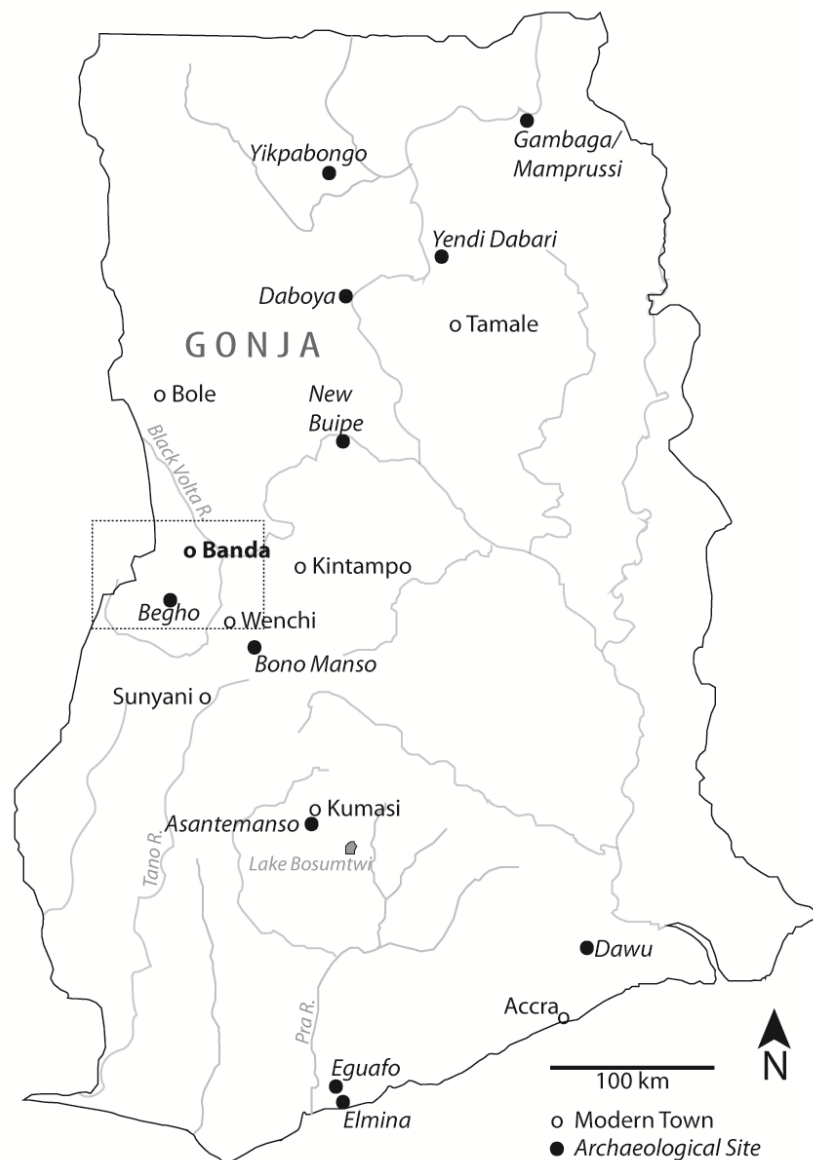 Yikpabongo
Gambaga/
Mamprussi
Yendi Dabari
Daboya
Tamale
GONJA
Bole
New
Buipe
Black Volta R.
Banda
Kintampo
Begho
Wenchi
Bono Manso
Sunyani
Kumasi
Asantemanso
Lake Bosumtwi
Tano R.
Dawu
Pra R.
Accra
N
Eguafo
100 km
Elmina
Modern Town
Archaeological Site